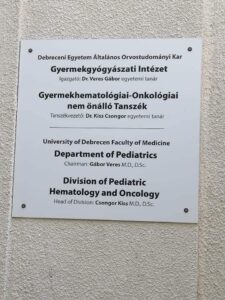 Debreceni Egyetem Általános Orvostudományi Kar
Gyermekgyógyászati Intézet
Igazgató: Dr. Veres Gábor egyetemi tanár
Gyermekhematológiai-Onkológiai
nem önálló Tanszék
Tanszékvezető: Dr. Kiss Csongor egyetemi tanár
University of Debrecen Faculty of Medicine
Department of Pediatrics
Chairman: Gábor Veres M.D., D.Sc.
Division of Pediatric
Hematology and Oncology
Head of Division: Csongor Kiss M.D., D.Sc.